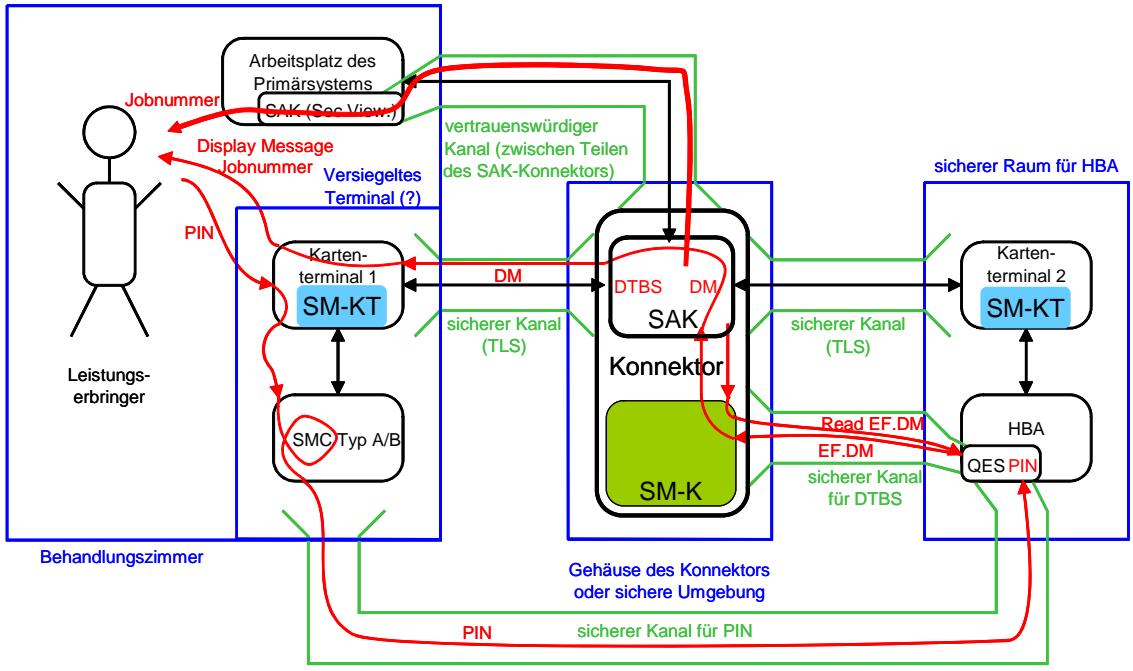 Arbeitsplatz des
Primärsystems
SAK (Sec.View.)
Jobnummer
Display Message
Jobnummer
vertrauenswürdiger
Kanal (zwischen Teilen
des SAK-Konnektors)
Versiegeltes
Terminal (?)
sicherer Raum für HBA
PIN
Karten-
terminal 1
SM-KT
DM
DTBS DM
SAK
Karten-
terminal 2
SM-KT
sicherer Kanal
(TLS)
sicherer Kanal
(TLS)
Konnektor
Leistungs-
erbringer
SMC Typ A/B
SM-K
Read EF.DM
EF.DM
sicherer Kanal
für DTBS
HBA
QES PIN
Behandlungszimmer
Gehäuse des Konnektors
oder sichere Umgebung
PIN
sicherer Kanal für PIN